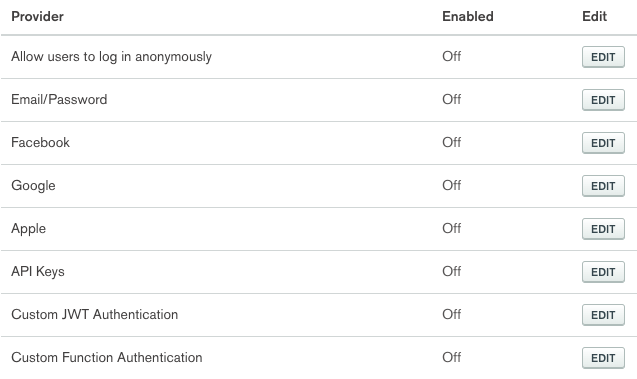 Provider Enabled Edit
Allow users to log in anonymously Off EDIT
Email/Password Off EDIT
Facebook Off EDIT
Google Off EDIT
Apple Off EDIT
API Keys Off EDIT
Custom JWT Authentication Off EDIT
Custom Function Authentication Off EDIT